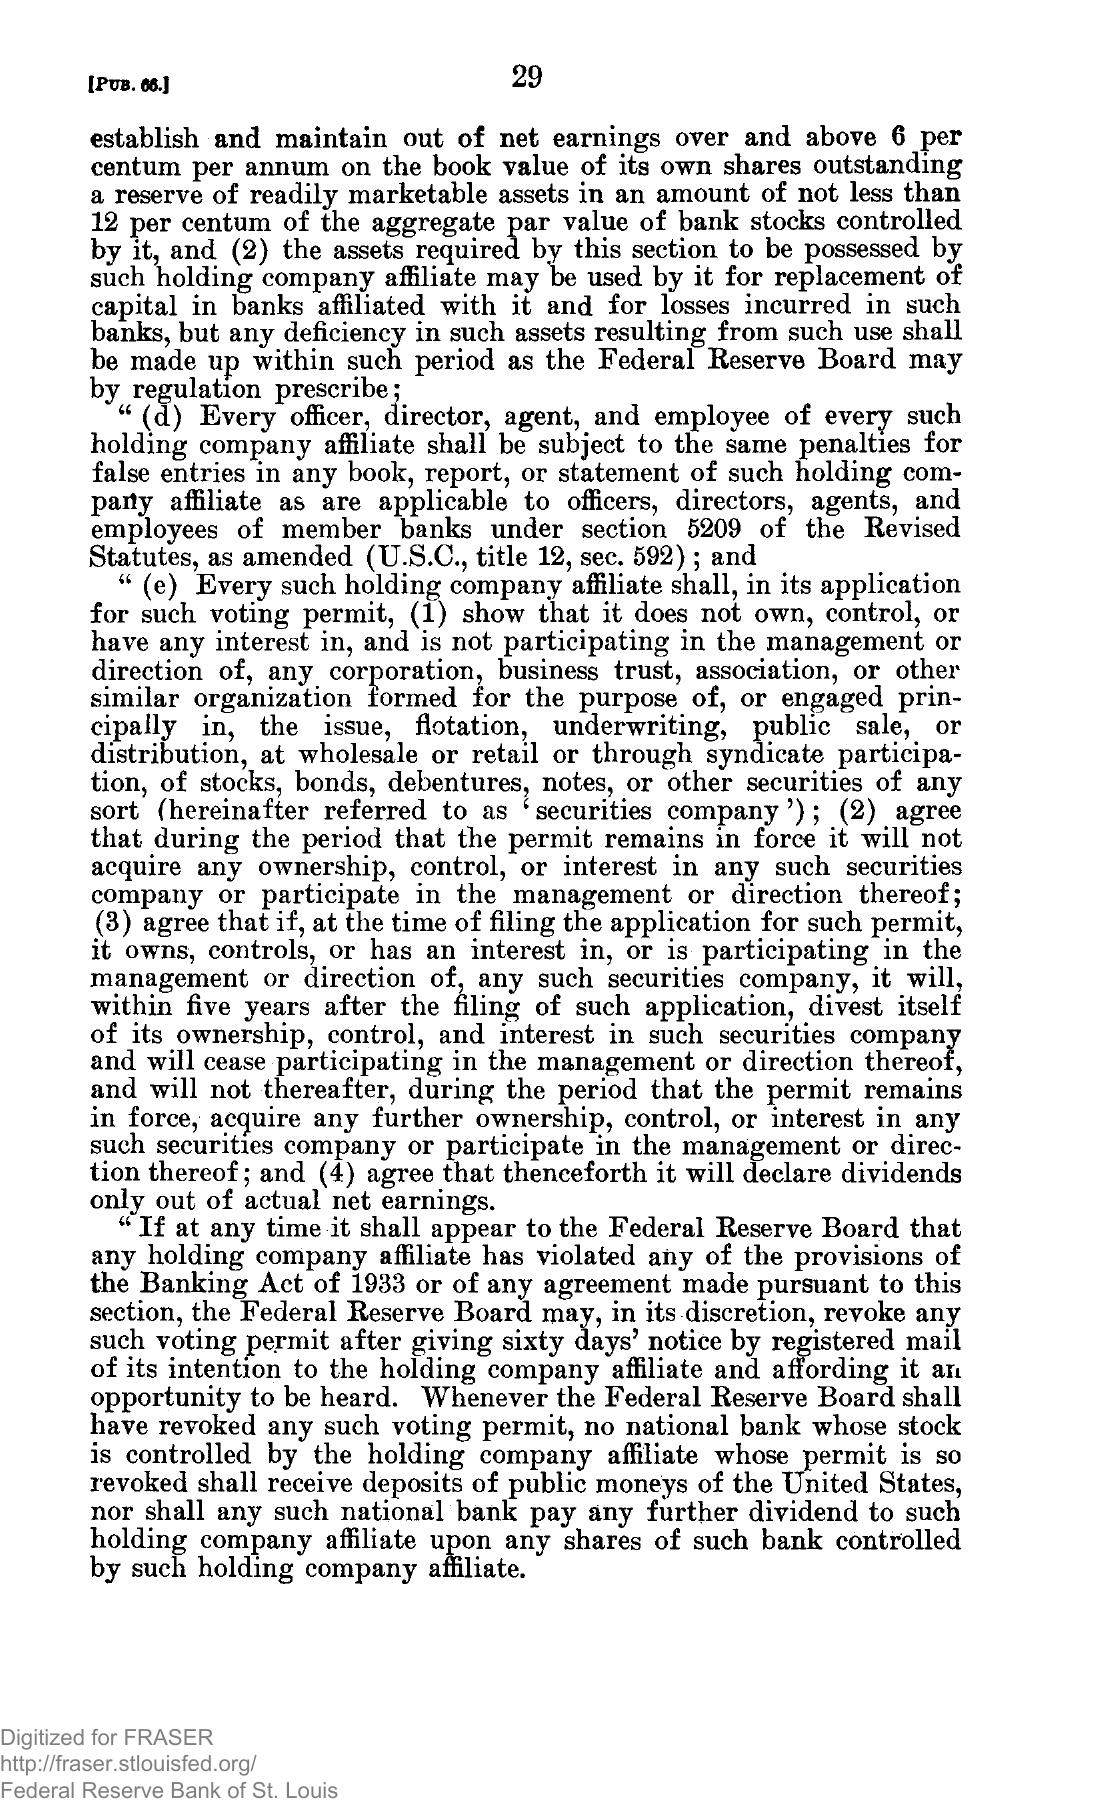 [PUB. 66.]
29
establish and maintain out of net earnings over and above 6 per
centum per annum on the book value of its own shares outstanding
a reserve of readily marketable assets in an amount of not less than
12 per centum of the aggregate par value of bank stocks controlled
by it, and (2) the assets required by this section to be possessed by
such holding company affiliate may be used by it for replacement of
capital in banks affiliated with it and for losses incurred in such
banks, but any deficiency in such assets resulting from such use shall
be made up within such period as the Federal Reserve Board may
by regulation prescribe;
“ (d) Every officer, director, agent, and employee of every such
holding company affiliate shall be subject to the same penalties for
false entries in any book, report, or statement of such holding com-
pany affiliate as are applicable to officers, directors, agents, and
employees of member banks under section 5209 of the Revised
Statutes, as amended (U.S.C., title 12, sec. 592) ; and
“ (e) Every such holding company affiliate shall, in its application
for such voting permit, (1) show that it does not own, control, or
have any interest in, and is not participating in the management or
direction of, any corporation, business trust, association, or other
similar organization formed for the purpose of, or engaged prin-
cipally in, the issue, flotation, underwriting, public sale, or
distribution, at wholesale or retail or through syndicate participa-
tion, of stocks, bonds, debentures, notes, or other securities of any
sort (hereinafter referred to as ‘ securities company ’) ; (2) agree
that during the period that the permit remains in force it will not
acquire any ownership, control, or interest in any such securities
company or participate in the management or direction thereof;
(3) agree that if, at the time of filing the application for such permit,
it owns, controls, or has an interest in, or is participating in the
management or direction of, any such securities company, it will,
within five years after the filing of such application, divest itself
of its ownership, control, and interest in such securities company
and will cease participating in the management or direction thereof,
and will not thereafter, during the period that the permit remains
in force, acquire any further ownership, control, or interest in any
such securities company or participate in the management or direc-
tion thereof; and (4) agree that thenceforth it will declare dividends
only out of actual net earnings.
“ If at any time it shall appear to the Federal Reserve Board that
any holding company affiliate has violated any of the provisions of
the Banking Act of 1933 or of any agreement made pursuant to this
section, the Federal Reserve Board may, in its discretion, revoke any
such voting permit after giving sixty days’ notice by registered mail
of its intention to the holding company affiliate and affording it an
opportunity to be heard. Whenever the Federal Reserve Board shall
have revoked any such voting permit, no national bank whose stock
is controlled by the holding company affiliate whose permit is so
revoked shall receive deposits of public moneys of the United States,
nor shall any such national bank pay any further dividend to such
holding company affiliate upon any shares of such bank controlled
by such holding company affiliate.
Digitized for FRASER
http://fraser.stlouisfed.org/
Federal Reserve Bank of St. Louis